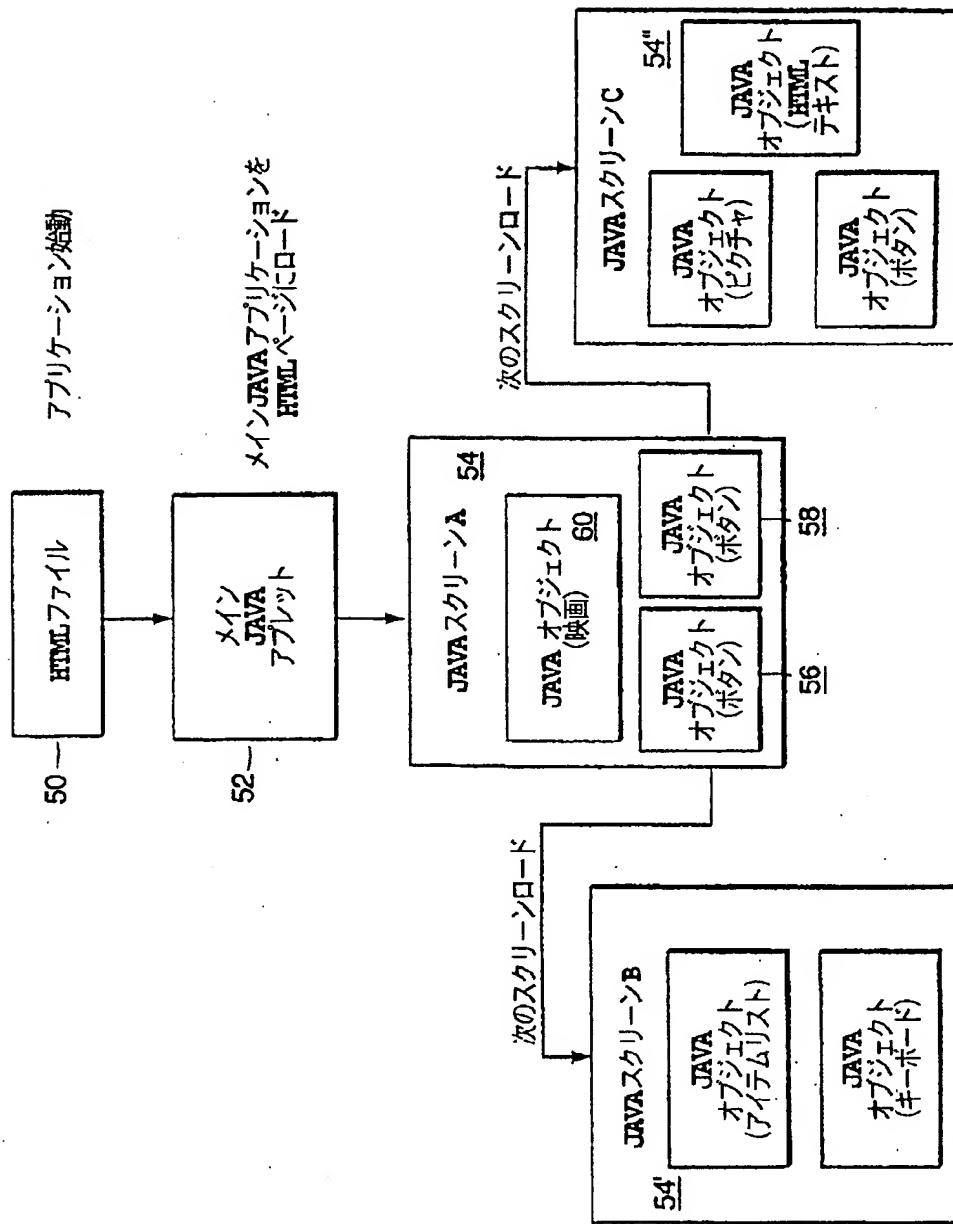 HTMLファイル
50
アプリケーション始動
メイン
JAVA
アプレット
52
メインJAVAアプリケーションを
HTMLページにロード
JAVAスクリーンA
54
JAVA オブジェクト
(映画)
60
JAVA
オブジェクト
(ボタン)
56
JAVA
オブジェクト
(ボタン)
58
次のスクリーンロード
JAVAスクリーンB
54'
JAVA
オブジェクト
(アイテムリスト)
JAVA
オブジェクト
(キーボード)
次のスクリーンロード
JAVAスクリーンC
54"
JAVA
オブジェクト
(ピクチャ)
JAVA
オブジェクト
(HTML
テキスト)
JAVA
オブジェクト
(ボタン)